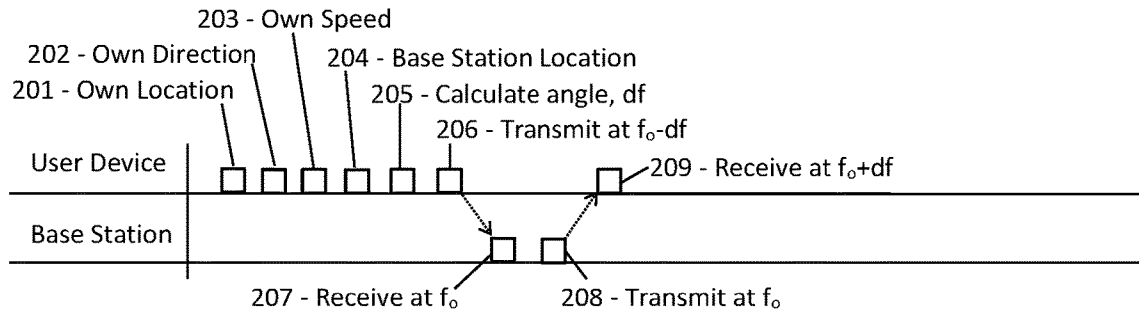 203 - Own Speed
202 - Own Direction
204 - Base Station Location
201 - Own Location
205 - Calculate angle, df
206 - Transmit at fₒ-df
User Device
209 - Receive at fₒ+df
Base Station
207 - Receive at fₒ
208 - Transmit at fₒ